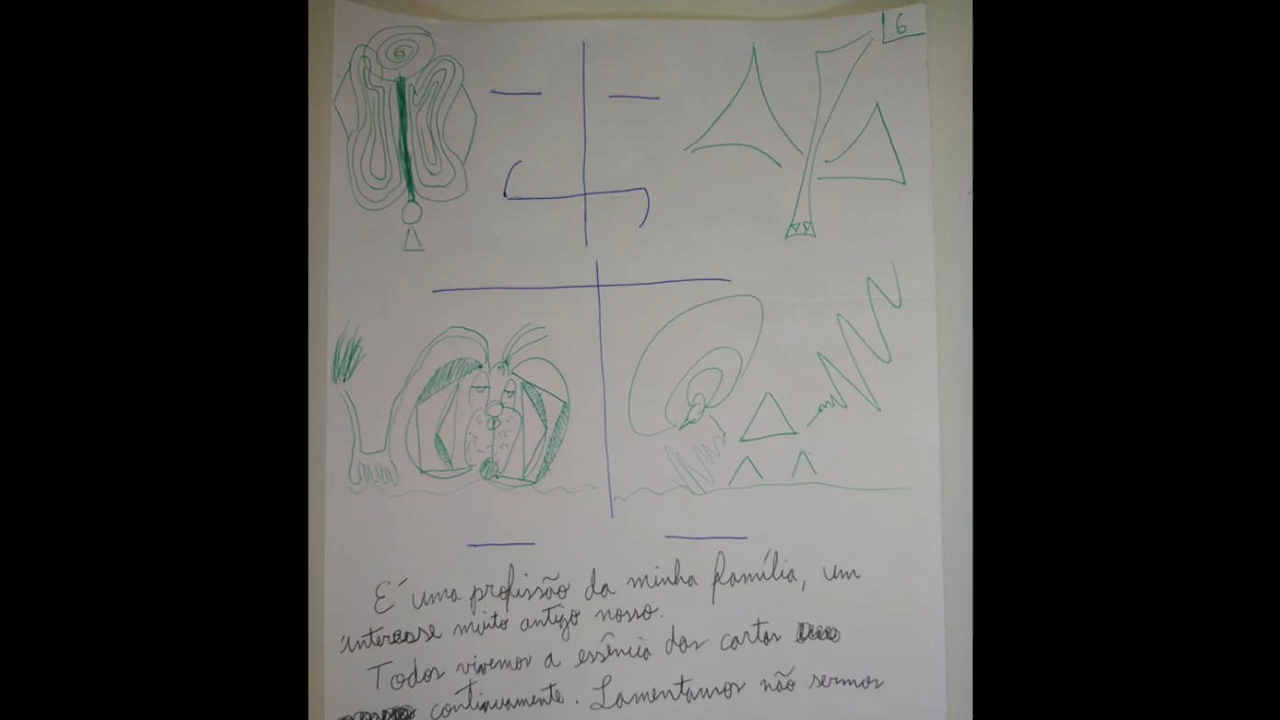 6
É uma profissão da minha família, um
interesse muito antigo nosso.
Todos vivemos a essência das cartas
continuamente. Lamentamos não sermos